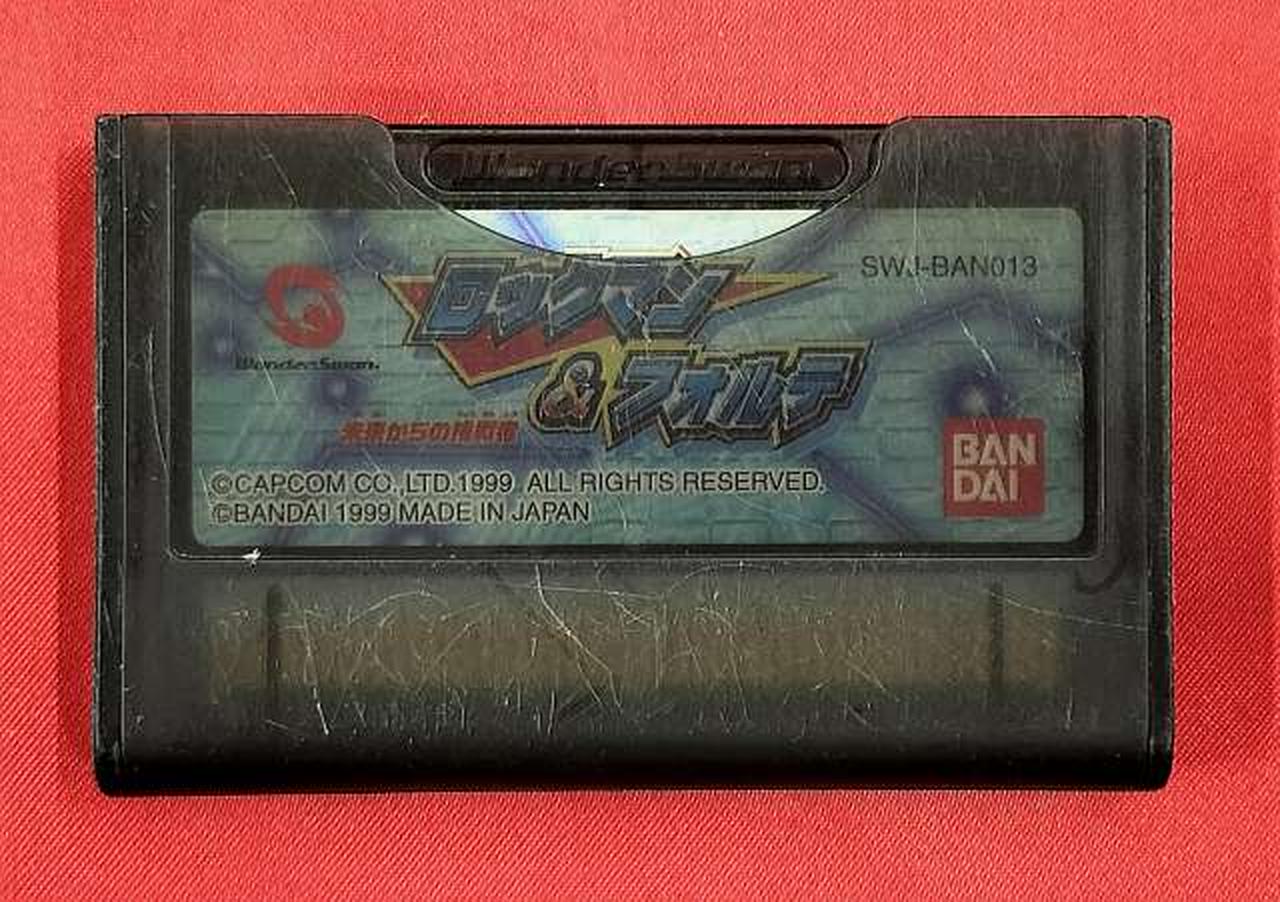 WonderSwan
ロックマン
&フォルテ
SWJ-BAN013
WonderSwan.
未来からの挑戦者
BAN
DAI
©CAPCOM CO.,LTD.1999 ALL RIGHTS RESERVED.
©BANDAI 1999 MADE IN JAPAN